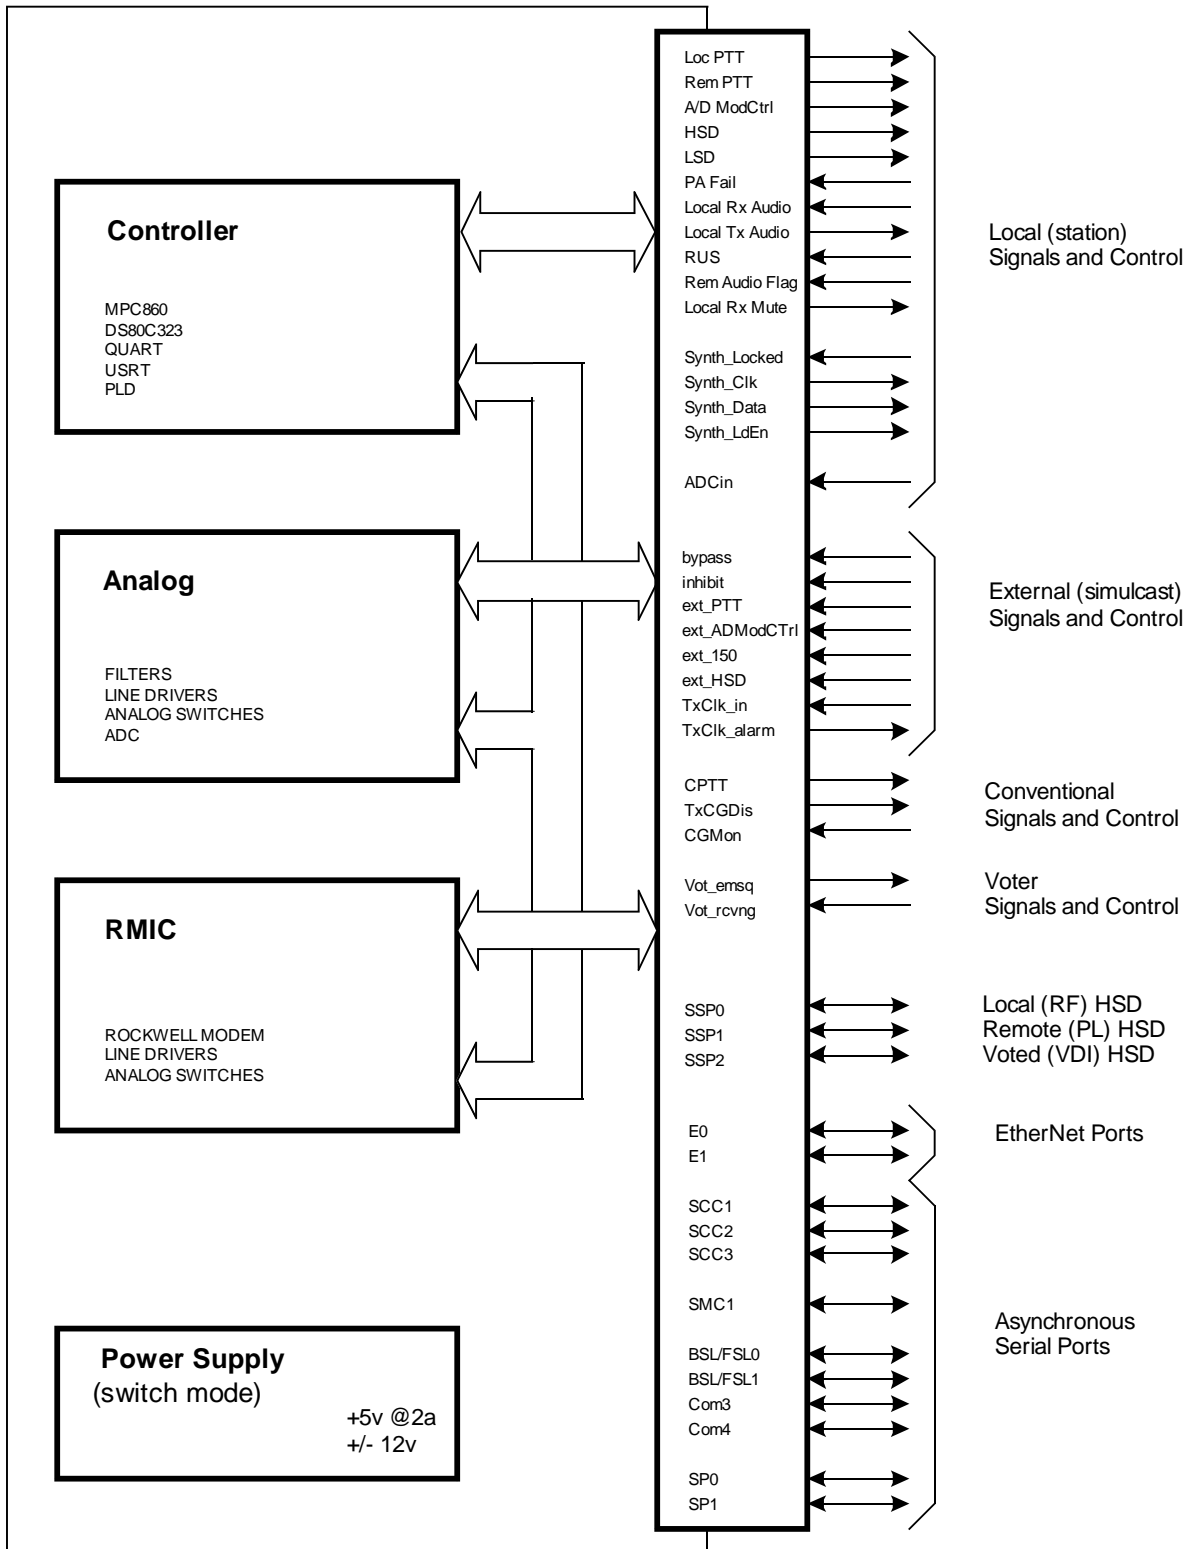 Controller
MPC860
DS80C323
QUART
USRT
PLD
Analog
FILTERS
LINE DRIVERS
ANALOG SWITCHES
ADC
RMIC
ROCKWELL MODEM
LINE DRIVERS
ANALOG SWITCHES
Power Supply
(switch mode)
+5v @2a
+/- 12v
Loc PTT
Rem PTT
A/D ModCtrl
HSD
LSD
PA Fail
Local Rx Audio
Local Tx Audio
RUS
Rem Audio Flag
Local Rx Mute
Synth_Locked
Synth_Clk
Synth_Data
Synth_LdEn
ADCin
bypass
inhibit
ext_PTT
ext_ADModCTrl
ext_150
ext_HSD
TxClk_in
TxClk_alarm
CPTT
TxCGDis
CGMon
Vot_emsq
Vot_rcvng
SSP0
SSP1
SSP2
E0
E1
SCC1
SCC2
SCC3
SMC1
BSL/FSL0
BSL/FSL1
Com3
Com4
SP0
SP1
Local (station)
Signals and Control
External (simulcast)
Signals and Control
Conventional
Signals and Control
Voter
Signals and Control
Local (RF) HSD
Remote (PL) HSD
Voted (VDI) HSD
EtherNet Ports
Asynchronous
Serial Ports